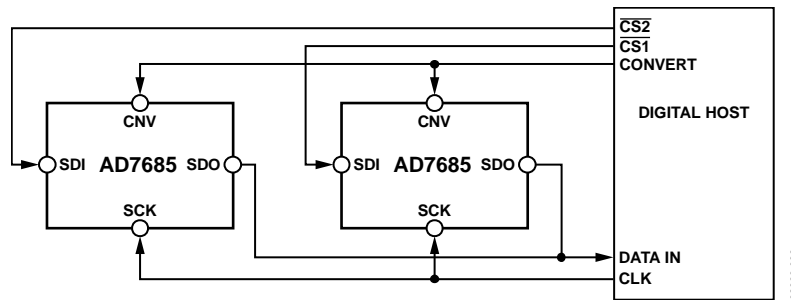 CS2
CS1
CONVERT
DIGITAL HOST
CNV
CNV
SDI AD7685 SDO
SDI AD7685 SDO
SCK
SCK
DATA IN
CLK